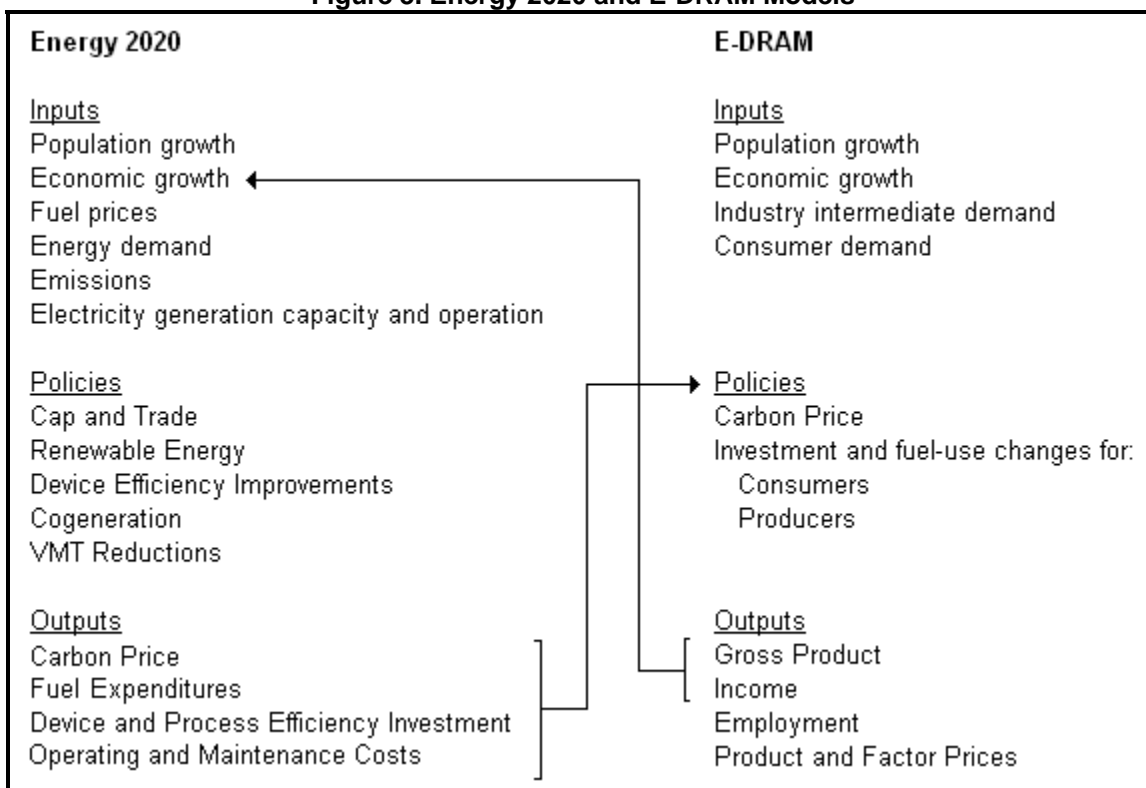 Figure 3. Energy 2020 and E-DRAM Models
Energy 2020
Inputs
Population growth
Economic growth
Fuel prices
Energy demand
Emissions
Electricity generation capacity and operation
Policies
Cap and Trade
Renewable Energy
Device Efficiency Improvements
Cogeneration
VMT Reductions
Outputs
Carbon Price
Fuel Expenditures
Device and Process Efficiency Investment
Operating and Maintenance Costs
E-DRAM
Inputs
Population growth
Economic growth
Industry intermediate demand
Consumer demand
Policies
Carbon Price
Investment and fuel-use changes for:
Consumers
Producers
Outputs
Gross Product
Income
Employment
Product and Factor Prices